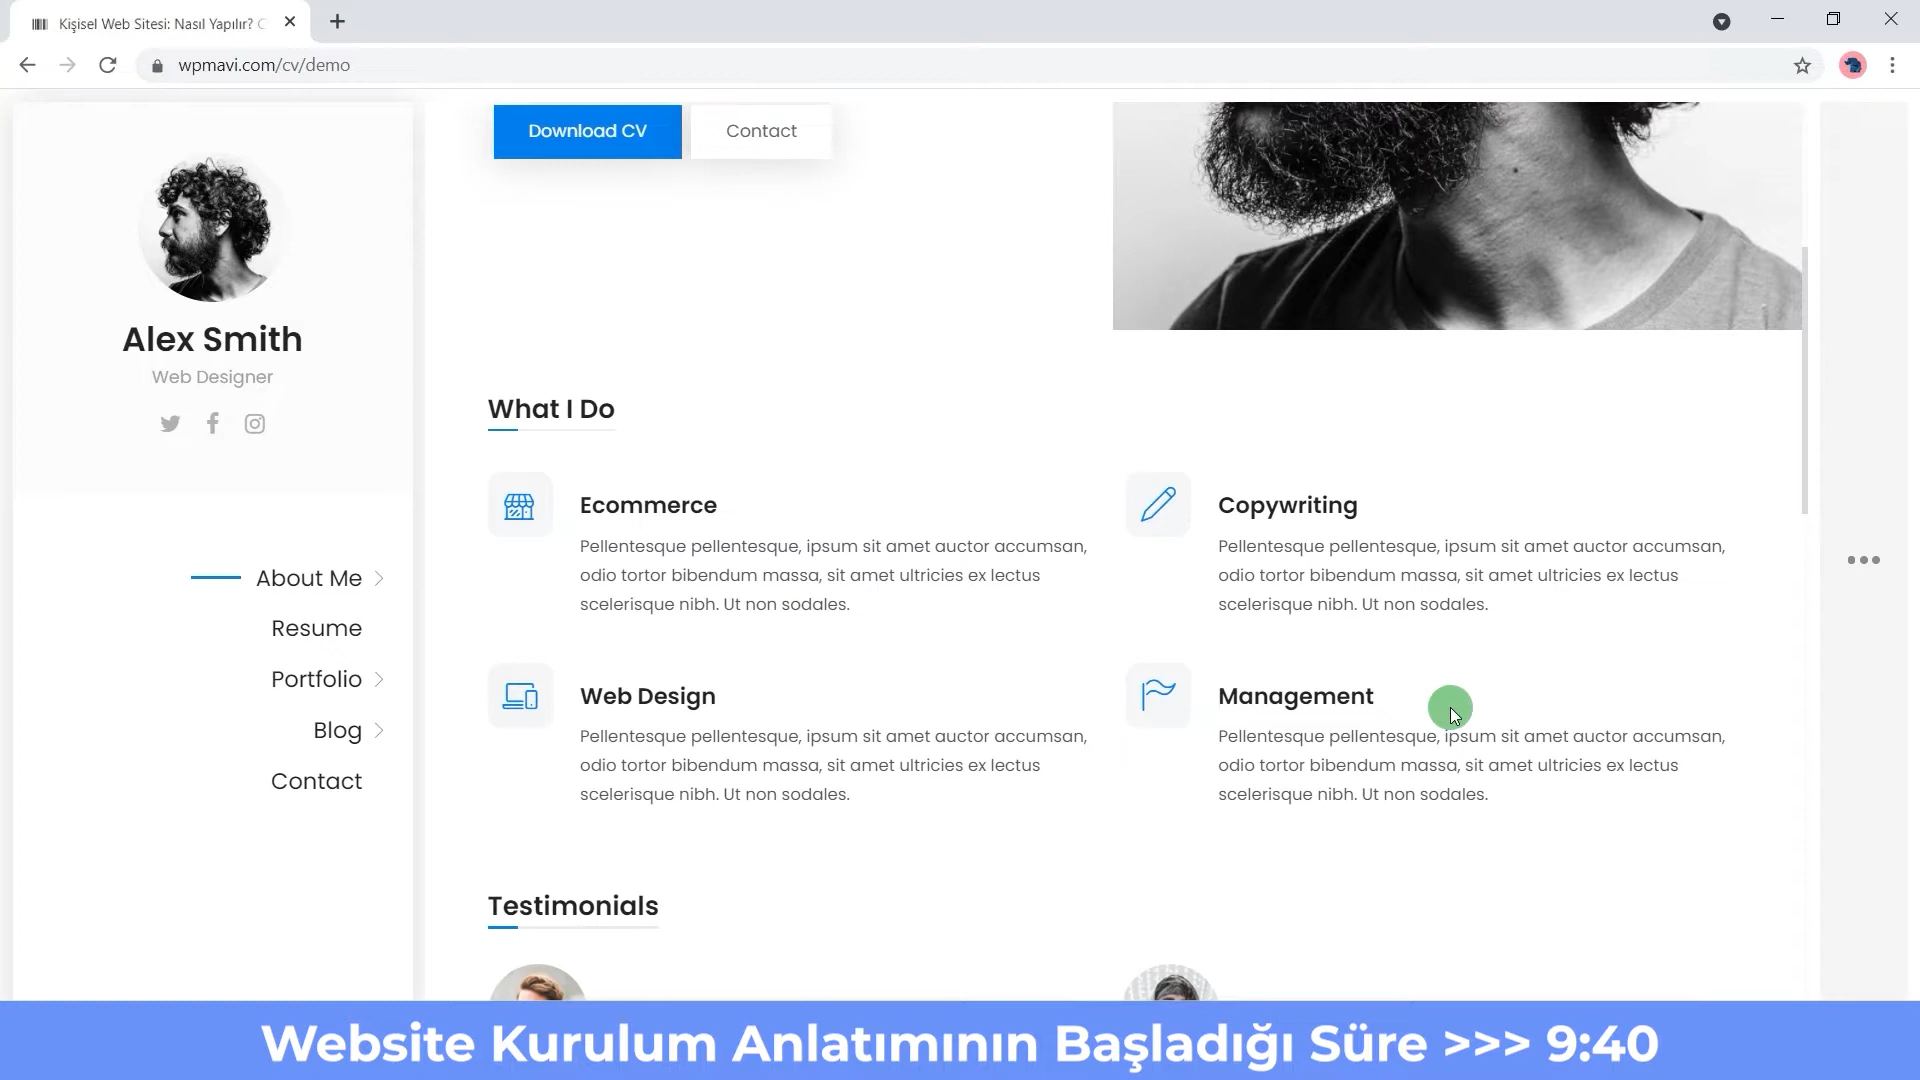 Kişisel Web Sitesi: Nasıl Yapılır?
wpmavi.com/cv/demo
Alex Smith
Web Designer
About Me
Resume
Portfolio
Blog
Contact
Download CV
Contact
What I Do
Ecommerce
Pellentesque pellentesque, ipsum sit amet auctor accumsan,
odio tortor bibendum massa, sit amet ultricies ex lectus
scelerisque nibh. Ut non sodales.
Copywriting
Pellentesque pellentesque, ipsum sit amet auctor accumsan,
odio tortor bibendum massa, sit amet ultricies ex lectus
scelerisque nibh. Ut non sodales.
Web Design
Pellentesque pellentesque, ipsum sit amet auctor accumsan,
odio tortor bibendum massa, sit amet ultricies ex lectus
scelerisque nibh. Ut non sodales.
Management
Pellentesque pellentesque, ipsum sit amet auctor accumsan,
odio tortor bibendum massa, sit amet ultricies ex lectus
scelerisque nibh. Ut non sodales.
Testimonials
Website Kurulum Anlatımının Başladığı Süre >>> 9:40